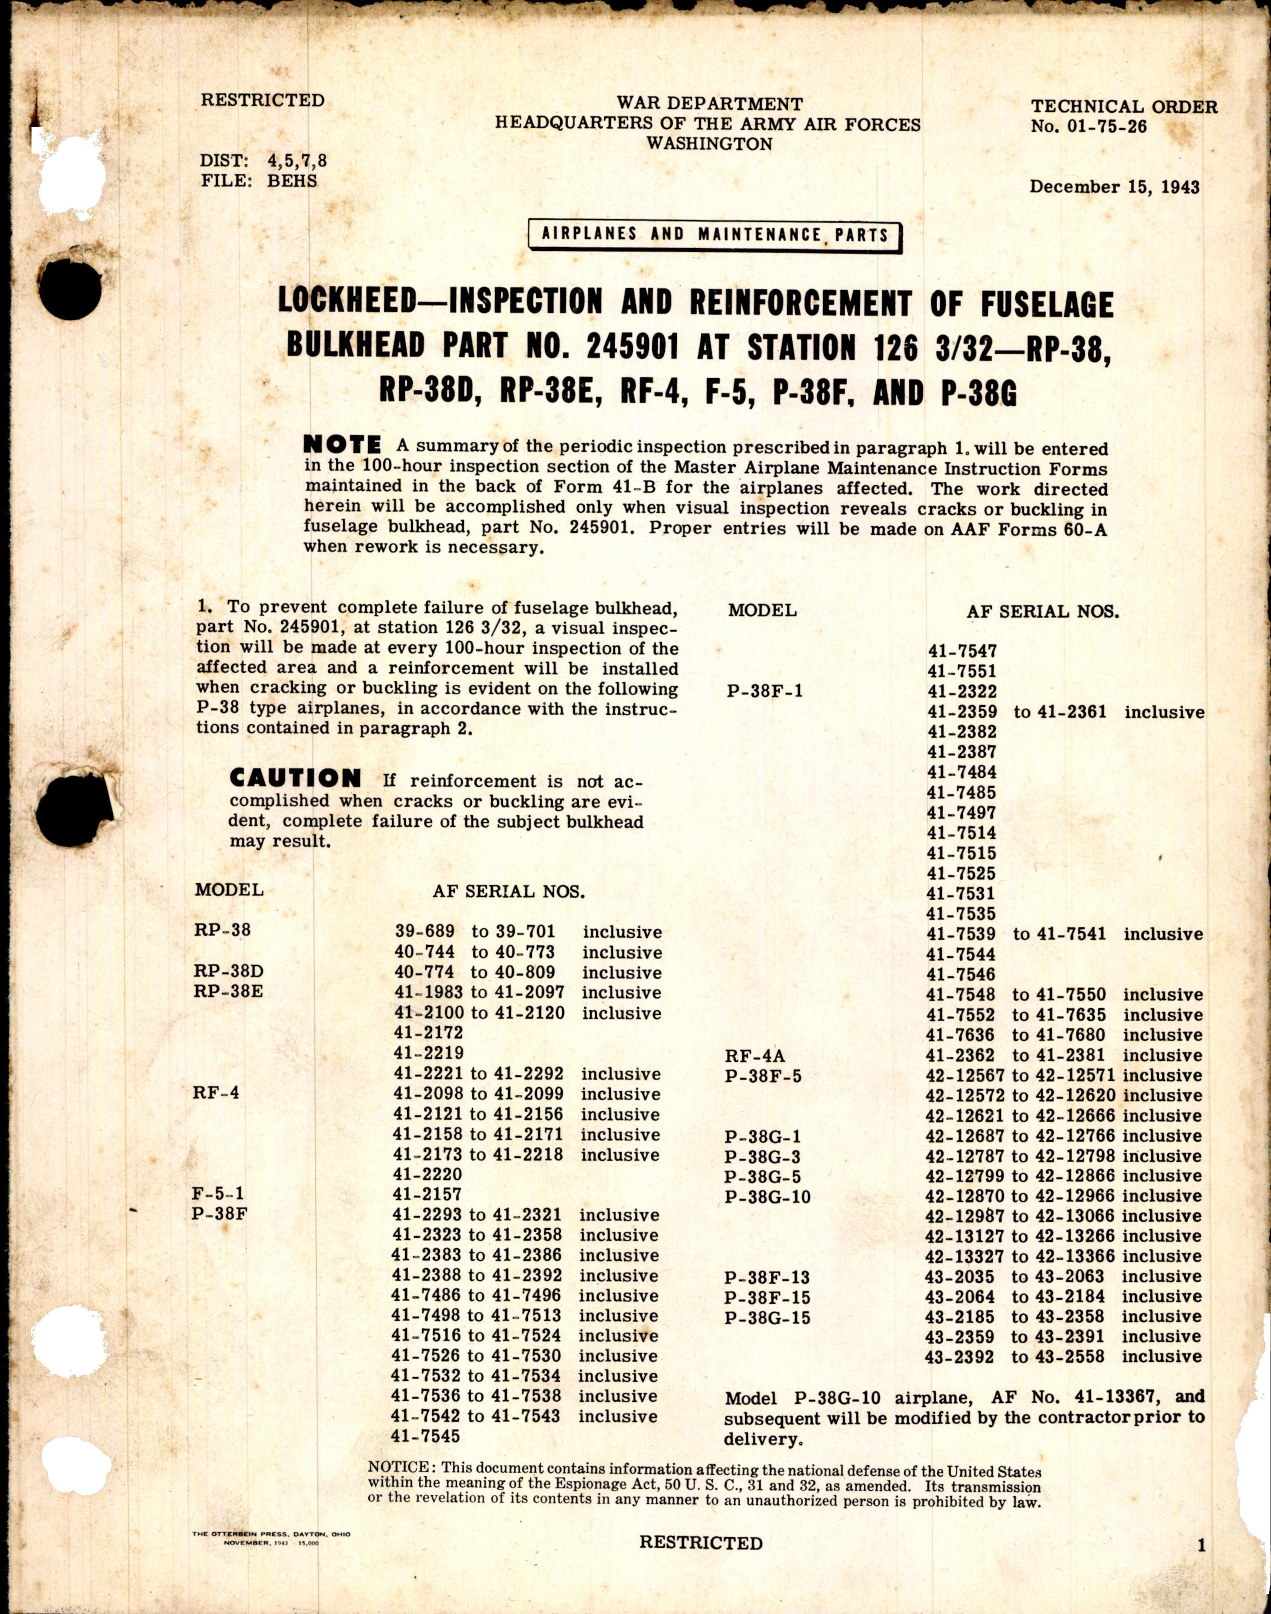 RESTRICTED
WAR DEPARTMENT
HEADQUARTERS OF THE ARMY AIR FORCES
WASHINGTON
TECHNICAL ORDER
No. 01-75-26
DIST: 4,5,7,8
FILE: BEHS
December 15, 1943
AIRPLANES AND MAINTENANCE PARTS
LOCKHEED—INSPECTION AND REINFORCEMENT OF FUSELAGE
BULKHEAD PART NO. 245901 AT STATION 126 3/32—RP-38,
RP-38D, RP-38E, RF-4, F-5, P-38F, AND P-38G
NOTE A summary of the periodic inspection prescribed in paragraph 1. will be entered
in the 100-hour inspection section of the Master Airplane Maintenance Instruction Forms
maintained in the back of Form 41-B for the airplanes affected. The work directed
herein will be accomplished only when visual inspection reveals cracks or buckling in
fuselage bulkhead, part No. 245901. Proper entries will be made on AAF Forms 60-A
when rework is necessary.
1. To prevent complete failure of fuselage bulkhead,
part No. 245901, at station 126 3/32, a visual inspec-
tion will be made at every 100-hour inspection of the
affected area and a reinforcement will be installed
when cracking or buckling is evident on the following
P-38 type airplanes, in accordance with the instruc-
tions contained in paragraph 2.
CAUTION If reinforcement is not ac-
complished when cracks or buckling are evi-
dent, complete failure of the subject bulkhead
may result.
MODEL AF SERIAL NOS.
RP-38 39-689 to 39-701 inclusive
40-744 to 40-773 inclusive
RP-38D 40-774 to 40-809 inclusive
RP-38E 41-1983 to 41-2097 inclusive
41-2100 to 41-2120 inclusive
41-2172
41-2219
41-2221 to 41-2292 inclusive
RF-4 41-2098 to 41-2099 inclusive
41-2121 to 41-2156 inclusive
41-2158 to 41-2171 inclusive
41-2173 to 41-2218 inclusive
41-2220
F-5-1 41-2157
P-38F 41-2293 to 41-2321 inclusive
41-2323 to 41-2358 inclusive
41-2383 to 41-2386 inclusive
41-2388 to 41-2392 inclusive
41-7486 to 41-7496 inclusive
41-7498 to 41-7513 inclusive
41-7516 to 41-7524 inclusive
41-7526 to 41-7530 inclusive
41-7532 to 41-7534 inclusive
41-7536 to 41-7538 inclusive
41-7542 to 41-7543 inclusive
41-7545
MODEL AF SERIAL NOS.
41-7547
41-7551
P-38F-1 41-2322
41-2359 to 41-2361 inclusive
41-2382
41-2387
41-7484
41-7485
41-7497
41-7514
41-7515
41-7525
41-7531
41-7535
41-7539 to 41-7541 inclusive
41-7544
41-7546
41-7548 to 41-7550 inclusive
41-7552 to 41-7635 inclusive
41-7636 to 41-7680 inclusive
RF-4A 41-2362 to 41-2381 inclusive
P-38F-5 42-12567 to 42-12571 inclusive
42-12572 to 42-12620 inclusive
42-12621 to 42-12666 inclusive
P-38G-1 42-12687 to 42-12766 inclusive
P-38G-3 42-12787 to 42-12798 inclusive
P-38G-5 42-12799 to 42-12866 inclusive
P-38G-10 42-12870 to 42-12966 inclusive
42-12987 to 42-13066 inclusive
42-13127 to 42-13266 inclusive
42-13327 to 42-13366 inclusive
P-38F-13 43-2035 to 43-2063 inclusive
P-38F-15 43-2064 to 43-2184 inclusive
P-38G-15 43-2185 to 43-2358 inclusive
43-2359 to 43-2391 inclusive
43-2392 to 43-2558 inclusive
Model P-38G-10 airplane, AF No. 41-13367, and
subsequent will be modified by the contractor prior to
delivery.
NOTICE: This document contains information affecting the national defense of the United States
within the meaning of the Espionage Act, 50 U. S. C., 31 and 32, as amended. Its transmission
or the revelation of its contents in any manner to an unauthorized person is prohibited by law.
THE OTTERBEIN PRESS, DAYTON, OHIO
NOVEMBER, 1943 15,000
RESTRICTED
1